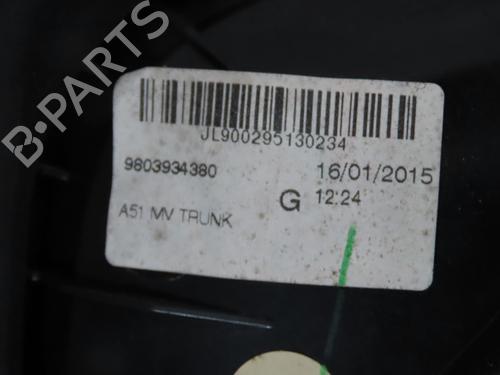 JL900295130234
9803934380
16/01/2015
G
12:24
A51 MV TRUNK
B-PARTS